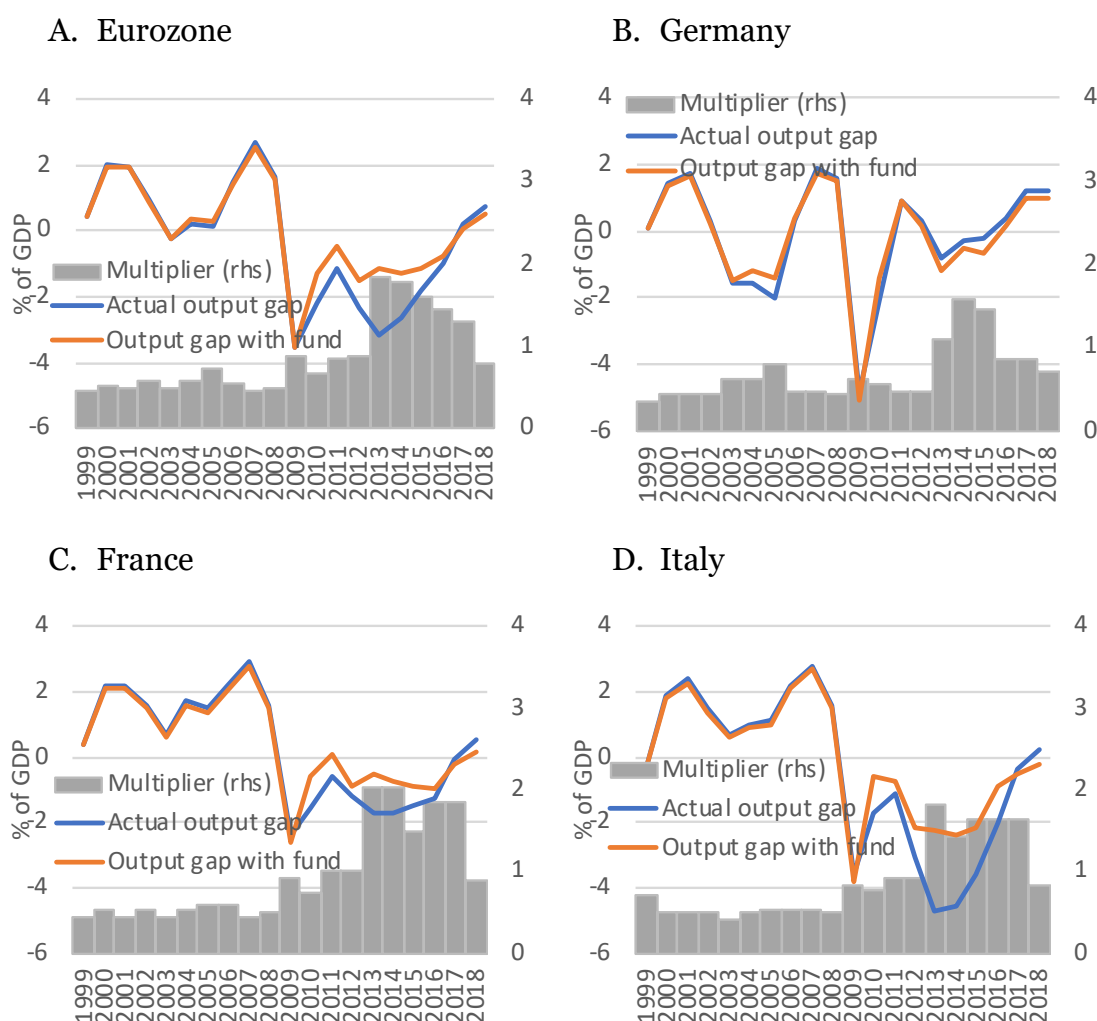 A. Eurozone
% of GDP
4
2
0
-2
-4
-6
4
3
2
1
0
Multiplier (rhs)
Actual output gap
Output gap with fund
1999 2000 2001 2002 2003 2004 2005 2006 2007 2008 2009 2010 2011 2012 2013 2014 2015 2016 2017 2018
B. Germany
% of GDP
4
2
0
-2
-4
-6
4
3
2
1
0
Multiplier (rhs)
Actual output gap
Output gap with fund
1999 2000 2001 2002 2003 2004 2005 2006 2007 2008 2009 2010 2011 2012 2013 2014 2015 2016 2017 2018
C. France
% of GDP
4
2
0
-2
-4
-6
4
3
2
1
0
Multiplier (rhs)
Actual output gap
Output gap with fund
1999 2000 2001 2002 2003 2004 2005 2006 2007 2008 2009 2010 2011 2012 2013 2014 2015 2016 2017 2018
D. Italy
% of GDP
4
2
0
-2
-4
-6
4
3
2
1
0
Multiplier (rhs)
Actual output gap
Output gap with fund
1999 2000 2001 2002 2003 2004 2005 2006 2007 2008 2009 2010 2011 2012 2013 2014 2015 2016 2017 2018